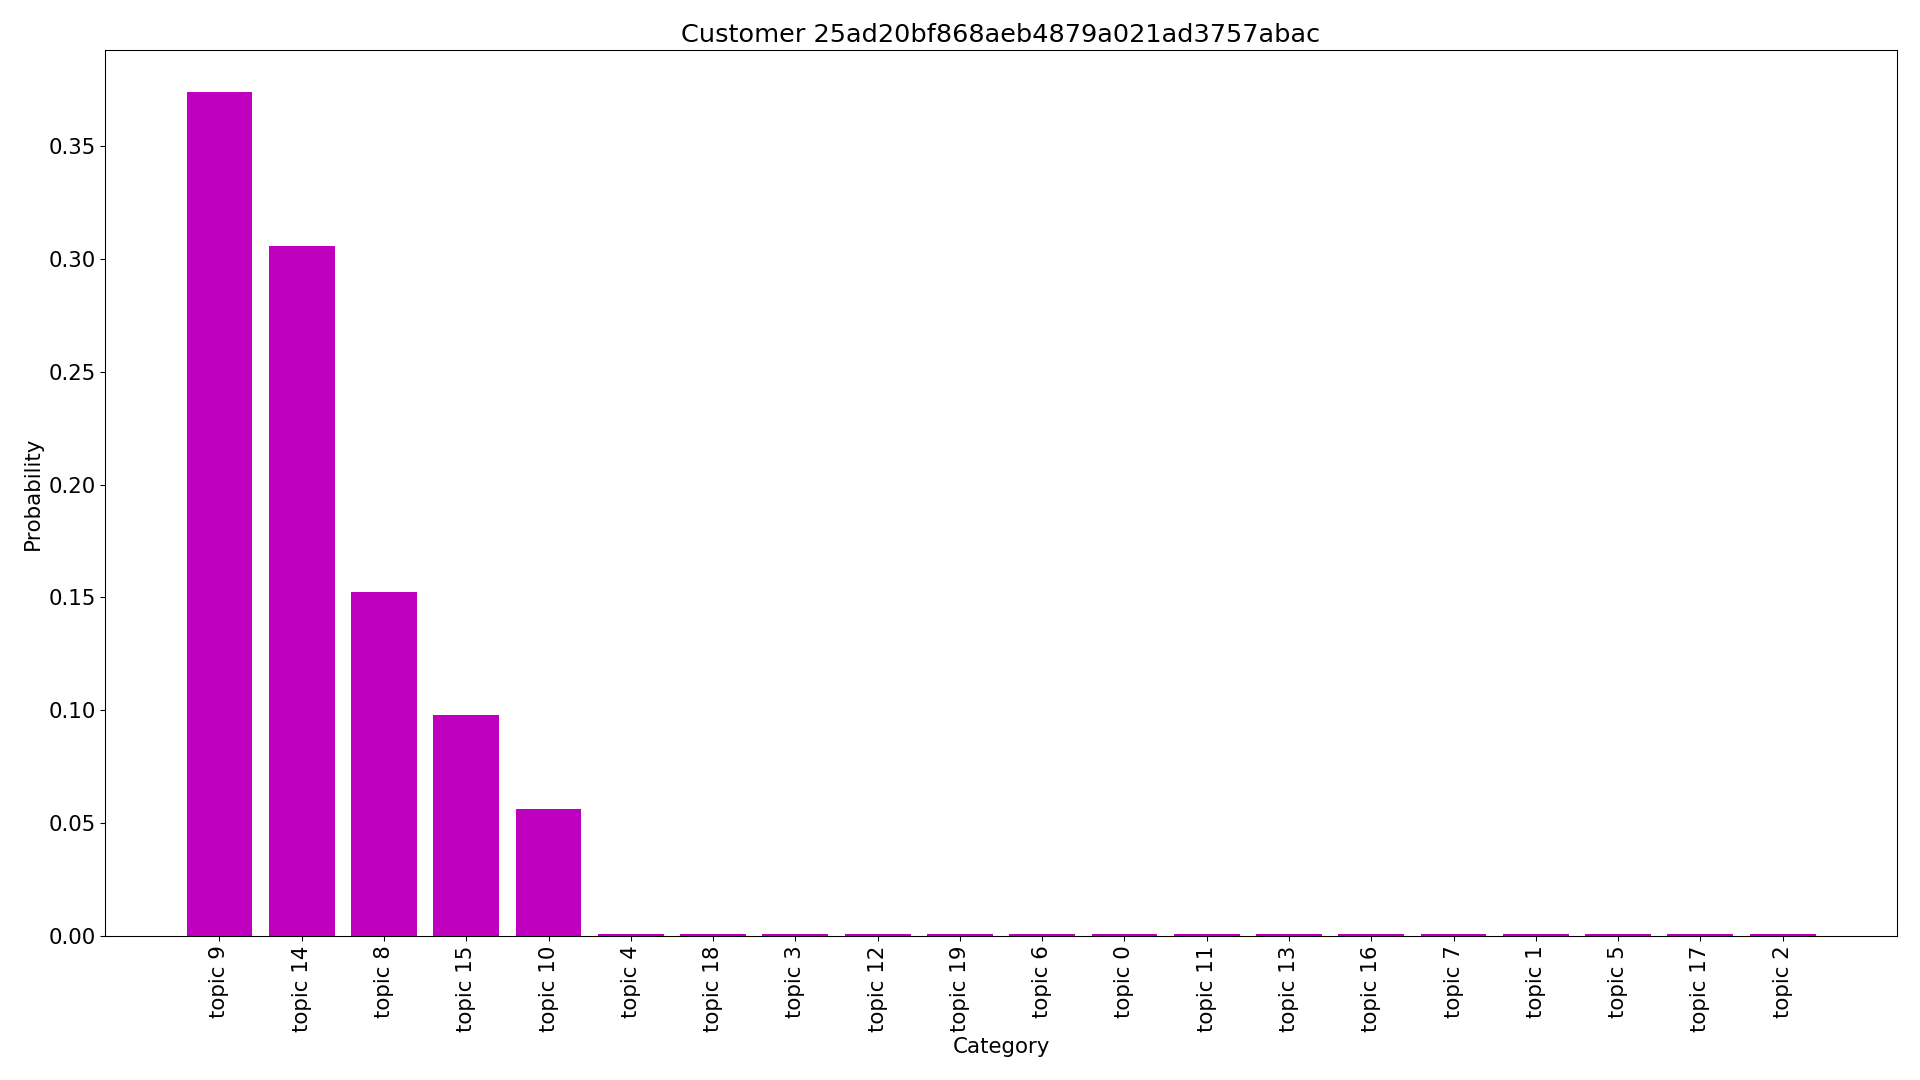 Customer 25ad20bf868aeb4879a021ad3757abac
Probability
0.35
0.30
0.25
0.20
0.15
0.10
0.05
0.00
topic 9
topic 14
topic 8
topic 15
topic 10
topic 4
topic 18
topic 3
topic 12
topic 19
topic 6
topic 0
topic 11
topic 13
topic 16
topic 7
topic 1
topic 5
topic 17
topic 2
Category